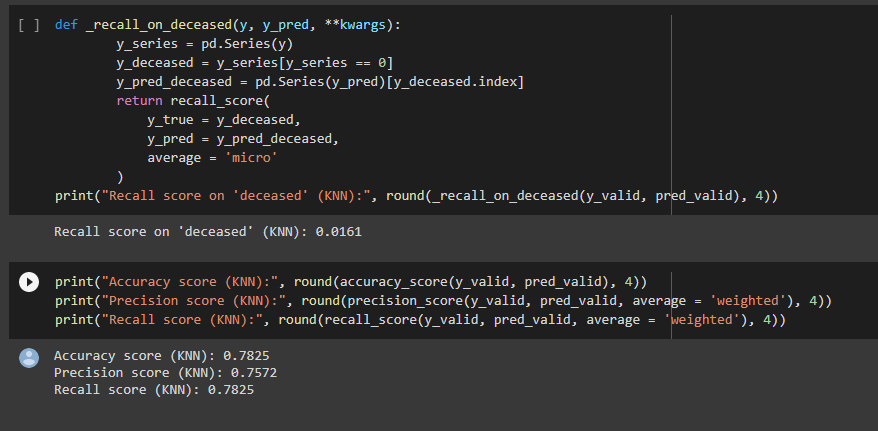 [ ] def _recall_on_deceased(y, y_pred, **kwargs):
y_series = pd.Series(y)
y_deceased = y_series[y_series == 0]
y_pred_deceased = pd.Series(y_pred)[y_deceased.index]
return recall_score(
y_true = y_deceased,
y_pred = y_pred_deceased,
average = 'micro'
)
print("Recall score on 'deceased' (KNN):", round(_recall_on_deceased(y_valid, pred_valid), 4))
Recall score on 'deceased' (KNN): 0.0161
print("Accuracy score (KNN):", round(accuracy_score(y_valid, pred_valid), 4))
print("Precision score (KNN):", round(precision_score(y_valid, pred_valid, average = 'weighted'), 4))
print("Recall score (KNN):", round(recall_score(y_valid, pred_valid, average = 'weighted'), 4))
Accuracy score (KNN): 0.7825
Precision score (KNN): 0.7572
Recall score (KNN): 0.7825